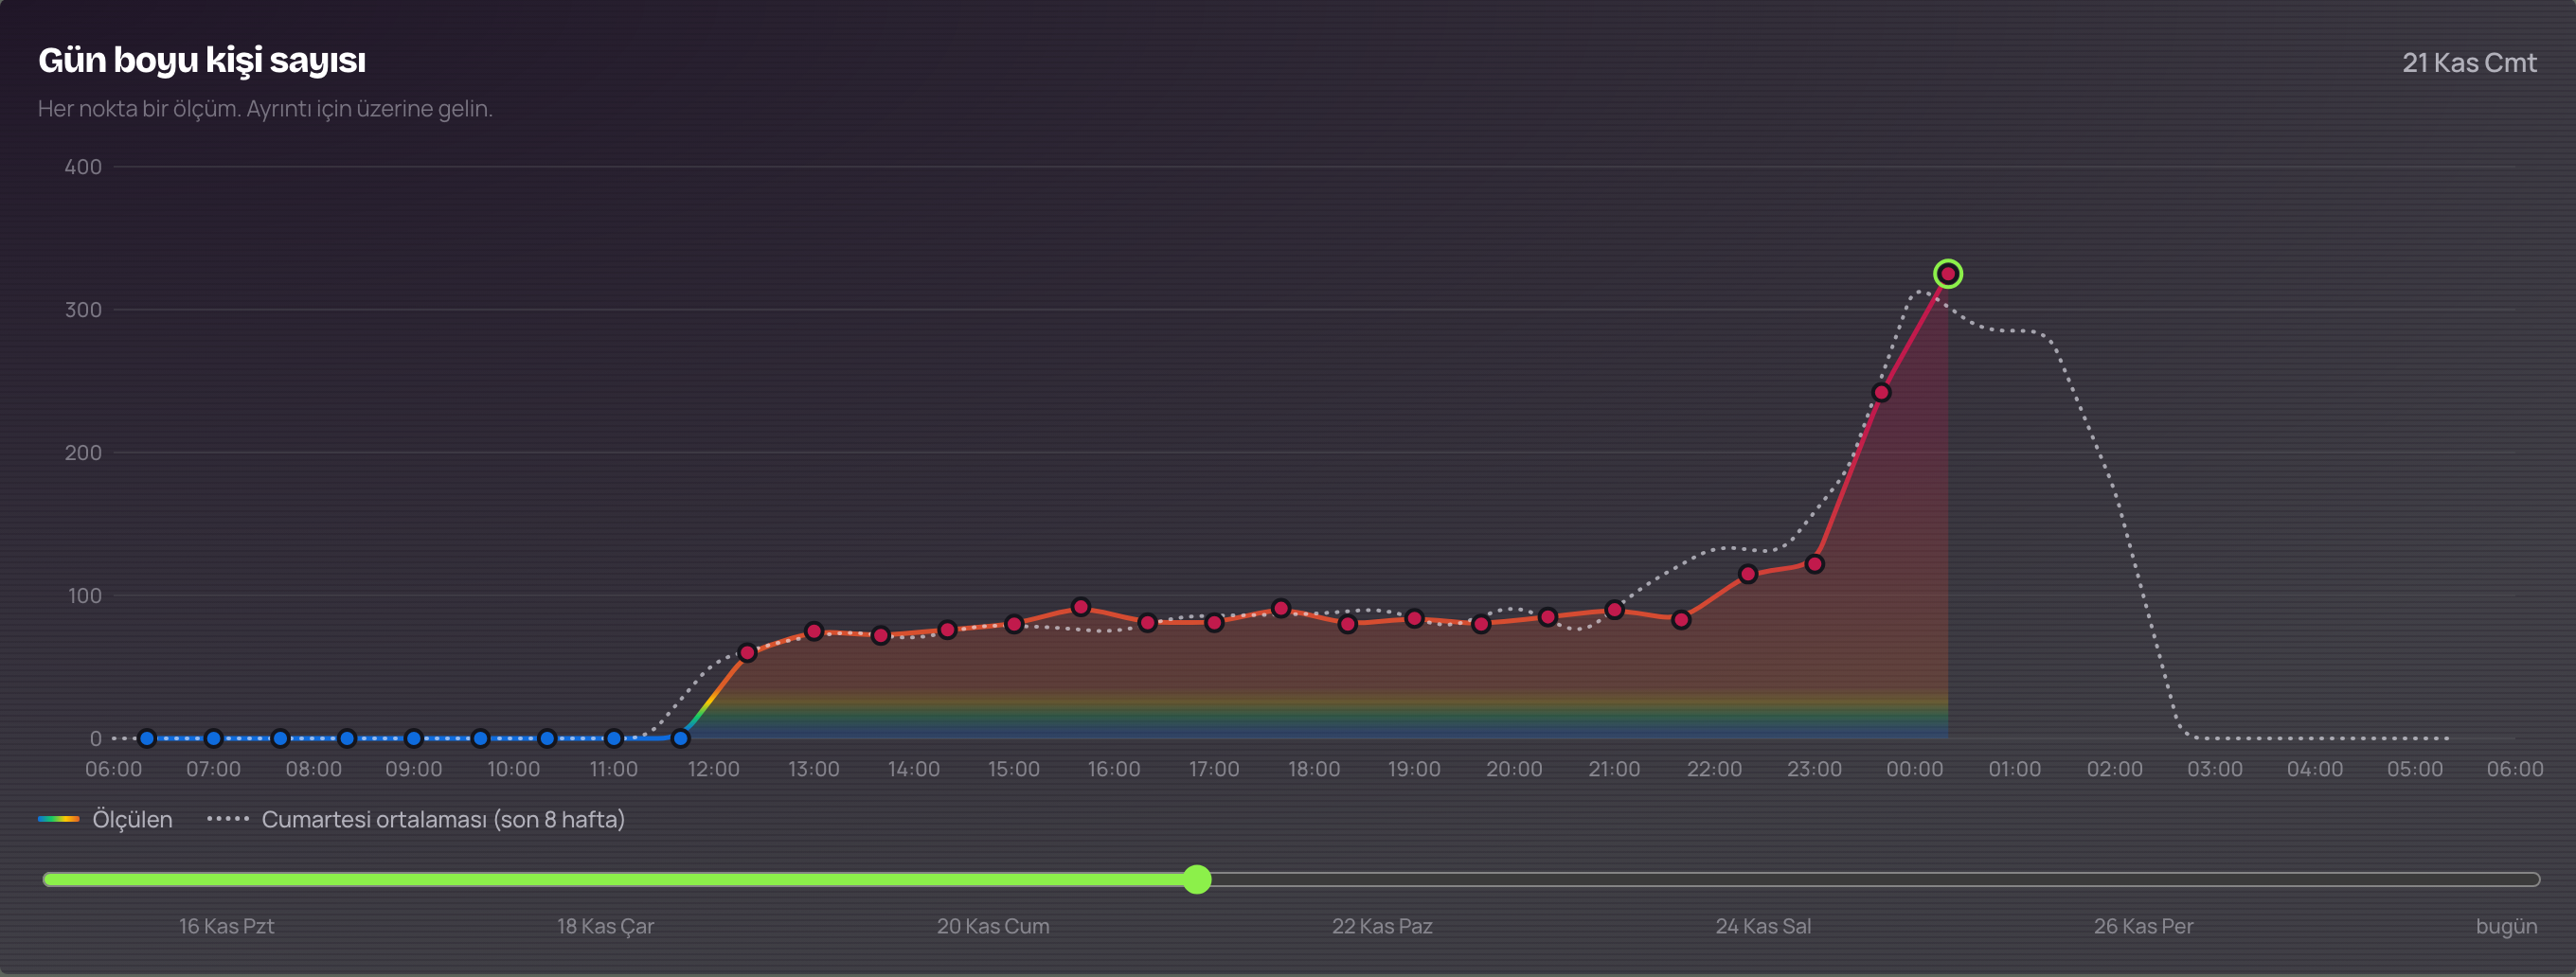 Gün boyu kişi sayısı
21 Kas Cmt
Her nokta bir ölçüm. Ayrıntı için üzerine gelin.
400
300
200
100
0
06:00 07:00 08:00 09:00 10:00 11:00 12:00 13:00 14:00 15:00 16:00 17:00 18:00 19:00 20:00 21:00 22:00 23:00 00:00 01:00 02:00 03:00 04:00 05:00 06:00
Ölçülen Cumartesi ortalaması (son 8 hafta)
16 Kas Pzt 18 Kas Çar 20 Kas Cum 22 Kas Paz 24 Kas Sal 26 Kas Per bugün